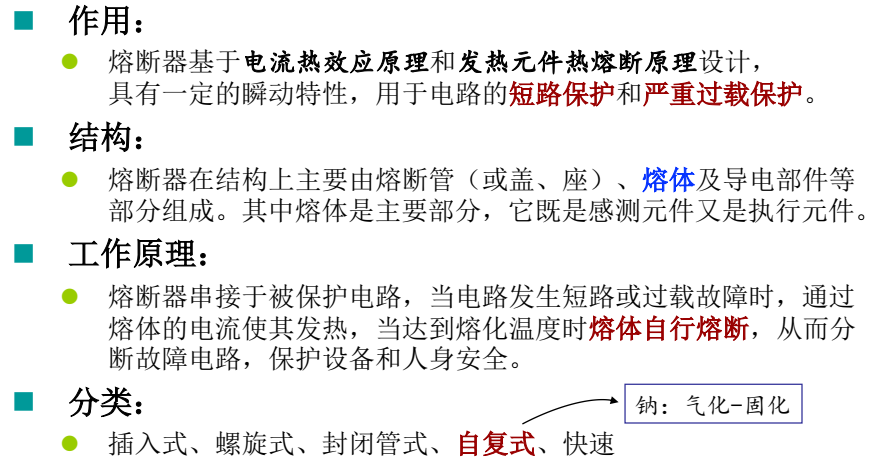 作用：
熔断器基于电流热效应原理和发热元件热熔断原理设计，
具有一定的瞬动特性，用于电路的短路保护和严重过载保护。
结构：
熔断器在结构上主要由熔断管（或盖、座）、熔体及导电部件等
部分组成。其中熔体是主要部分，它既是感测元件又是执行元件。
工作原理：
熔断器串接于被保护电路，当电路发生短路或过载故障时，通过
熔体的电流使其发热，当达到熔化温度时熔体自行熔断，从而分
断故障电路，保护设备和人身安全。
分类：
钠：气化-固化
插入式、螺旋式、封闭管式、自复式、快速